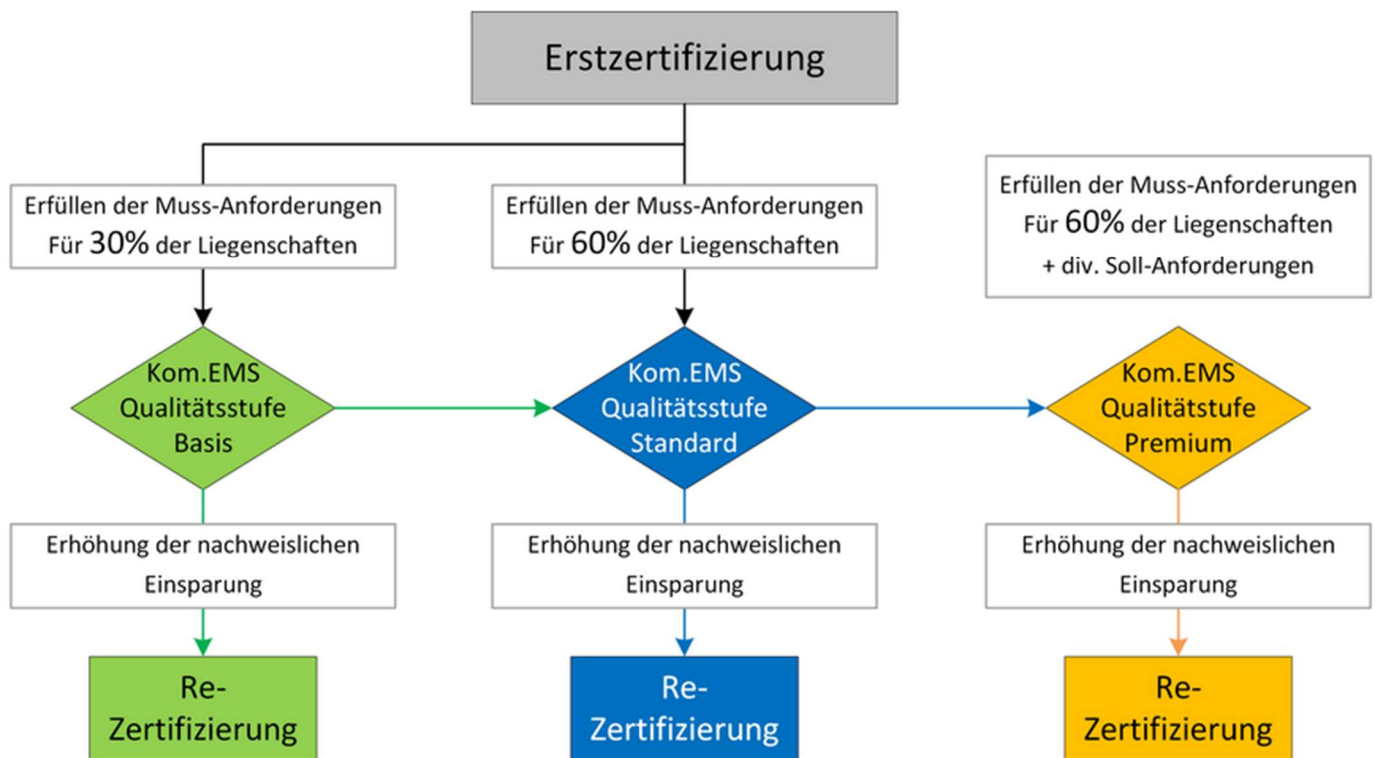 Erstzertifizierung
Erfüllen der Muss-Anforderungen
Für 30% der Liegenschaften
Erfüllen der Muss-Anforderungen
Für 60% der Liegenschaften
Erfüllen der Muss-Anforderungen
Für 60% der Liegenschaften
+ div. Soll-Anforderungen
Kom.EMS
Qualitätsstufe
Basis
Kom.EMS
Qualitätsstufe
Standard
Kom.EMS
Qualitätstufe
Premium
Erhöhung der nachweislichen
Einsparung
Erhöhung der nachweislichen
Einsparung
Erhöhung der nachweislichen
Einsparung
Re-
Zertifizierung
Re-
Zertifizierung
Re-
Zertifizierung